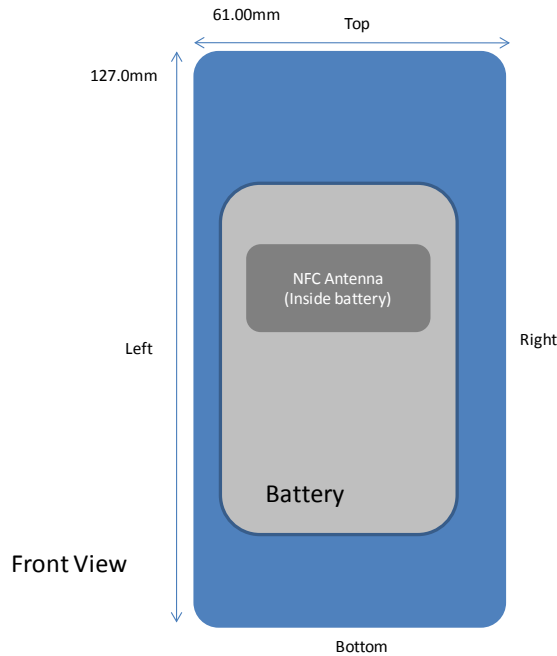 61.00mm
Top
127.0mm
NFC Antenna
(Inside battery)
Left
Right
Battery
Front View
Bottom